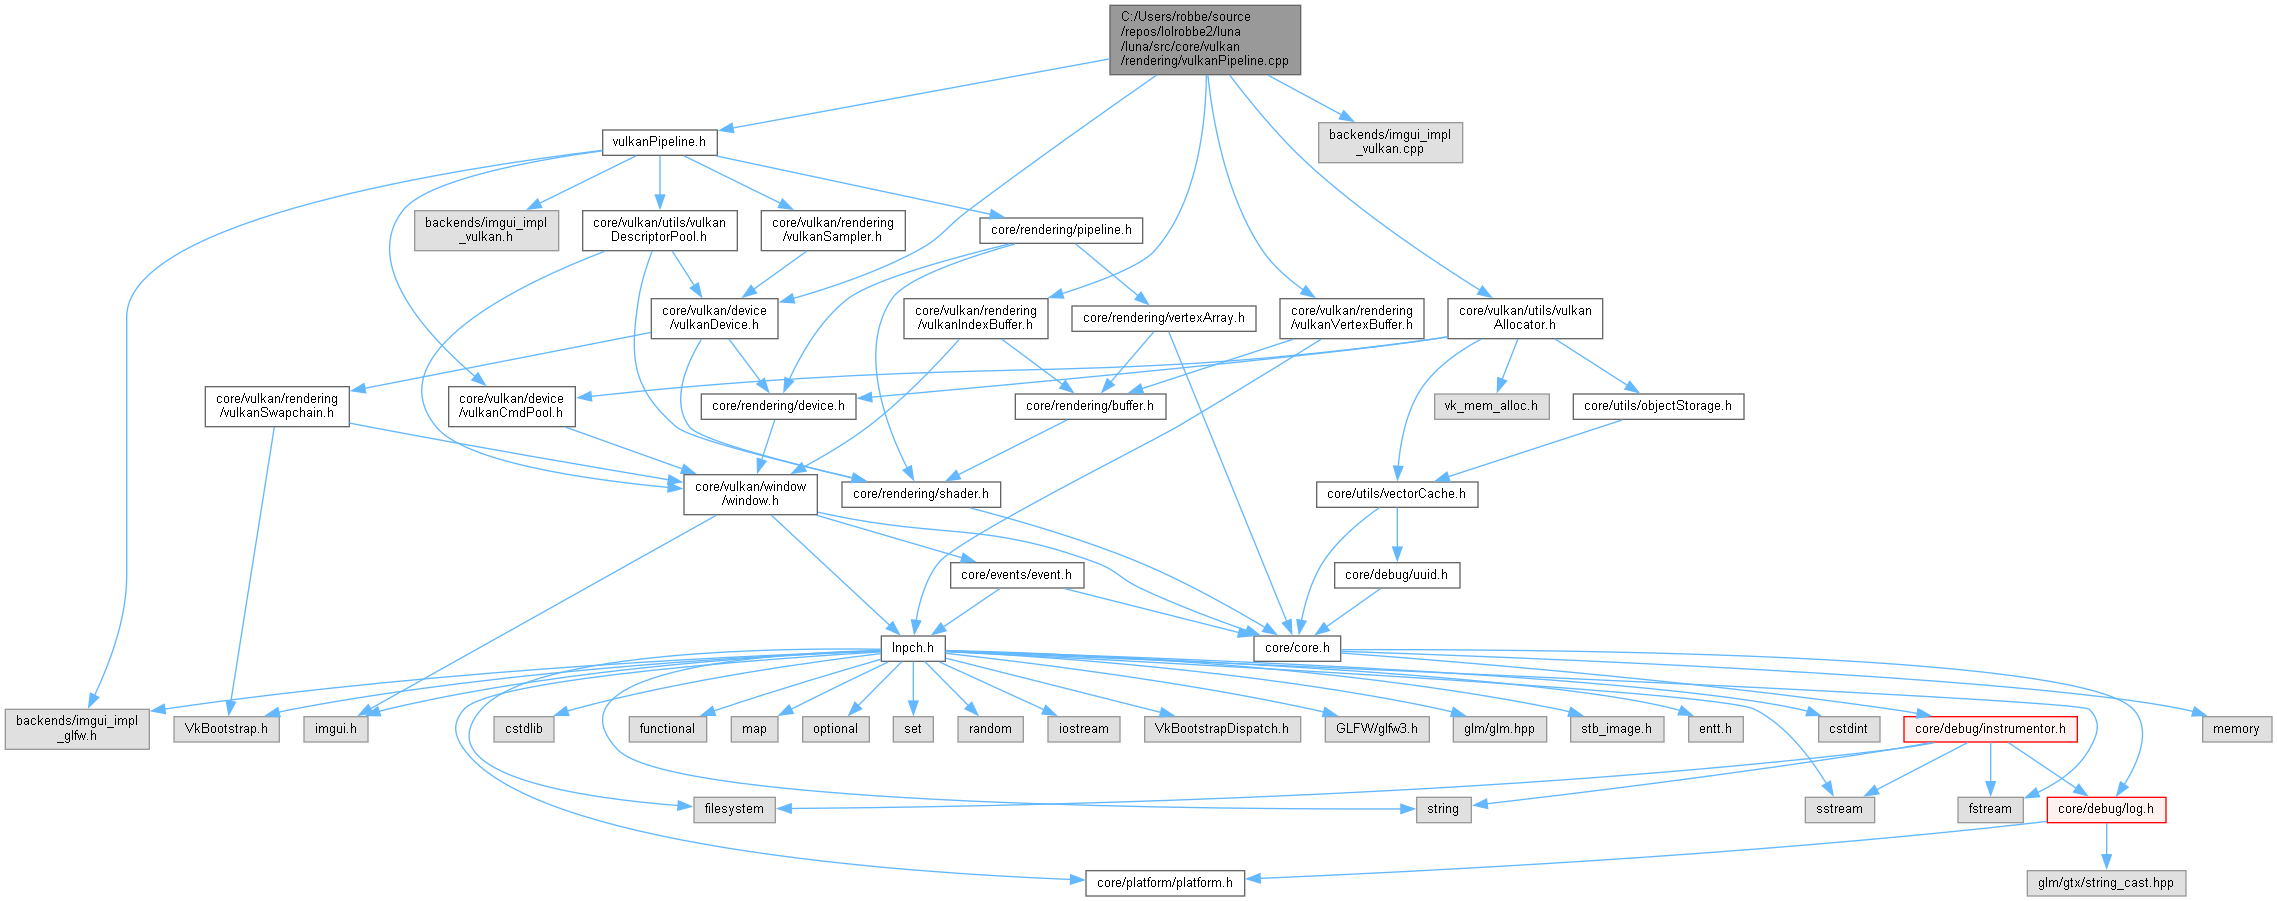 C:/Users/robbe/source
/repos/lolrobbe2/luna
/luna/src/core/vulkan
/rendering/vulkanPipeline.cpp
vulkanPipeline.h
backends/imgui_impl
_vulkan.cpp
backends/imgui_impl
_vulkan.h
core/vulkan/utils/vulkan
DescriptorPool.h
core/vulkan/rendering
/vulkanSampler.h
core/rendering/pipeline.h
core/vulkan/device
/vulkanDevice.h
core/vulkan/rendering
/vulkanIndexBuffer.h
core/rendering/vertexArray.h
core/vulkan/rendering
/vulkanVertexBuffer.h
core/vulkan/utils/vulkan
Allocator.h
core/vulkan/rendering
/vulkanSwapchain.h
core/vulkan/device
/vulkanCmdPool.h
core/rendering/device.h
core/rendering/buffer.h
vk_mem_alloc.h
core/utils/objectStorage.h
core/vulkan/window
/window.h
core/rendering/shader.h
core/utils/vectorCache.h
core/events/event.h
core/debug/uuid.h
lnpch.h
core/core.h
backends/imgui_impl
_glfw.h
VkBootstrap.h
imgui.h
cstdlib
functional
map
optional
set
random
iostream
VkBootstrapDispatch.h
GLFW/glfw3.h
glm/glm.hpp
stb_image.h
entt.h
cstdint
core/debug/instrumentor.h
memory
filesystem
string
sstream
fstream
core/debug/log.h
core/platform/platform.h
glm/gtx/string_cast.hpp